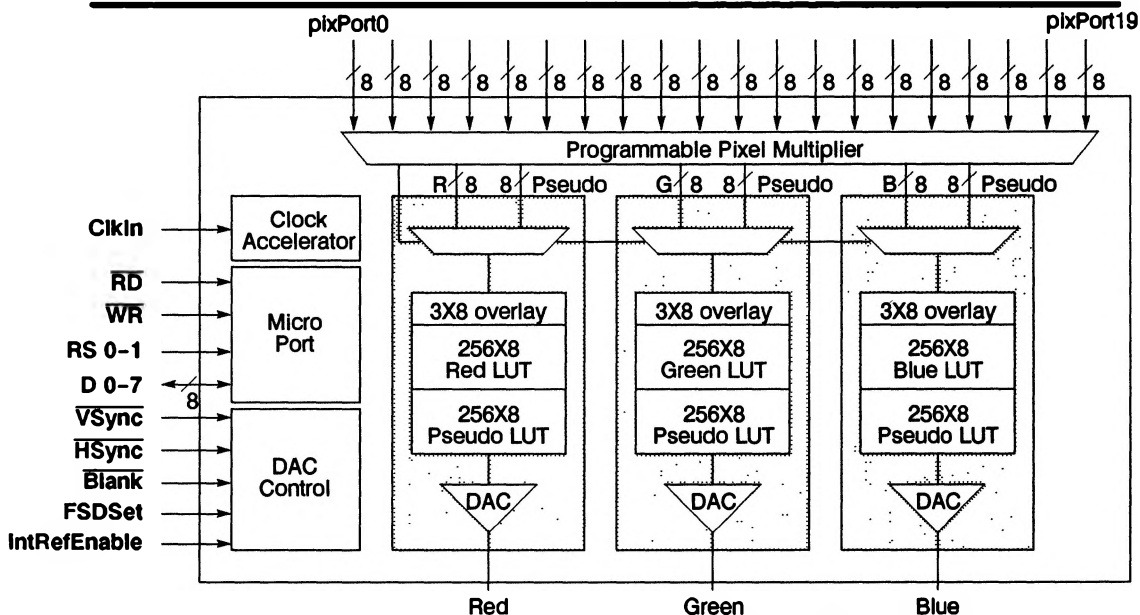 pixPort0 pixPort19
8 8 8 8 8 8 8 8 8 8 8 8 8 8 8 8 8 8 8 8
Programmable Pixel Multiplier
R 8 8 Pseudo G 8 8 Pseudo B 8 8 Pseudo
ClkIn
Clock
Accelerator
RD
WR
RS 0-1
D 0-7
8
Micro
Port
VSync
HSync
Blank
FSDSet
IntRefEnable
DAC
Control
3X8 overlay
256X8
Red LUT
256X8
Pseudo LUT
DAC
Red
3X8 overlay
256X8
Green LUT
256X8
Pseudo LUT
DAC
Green
3X8 overlay
256X8
Blue LUT
256X8
Pseudo LUT
DAC
Blue